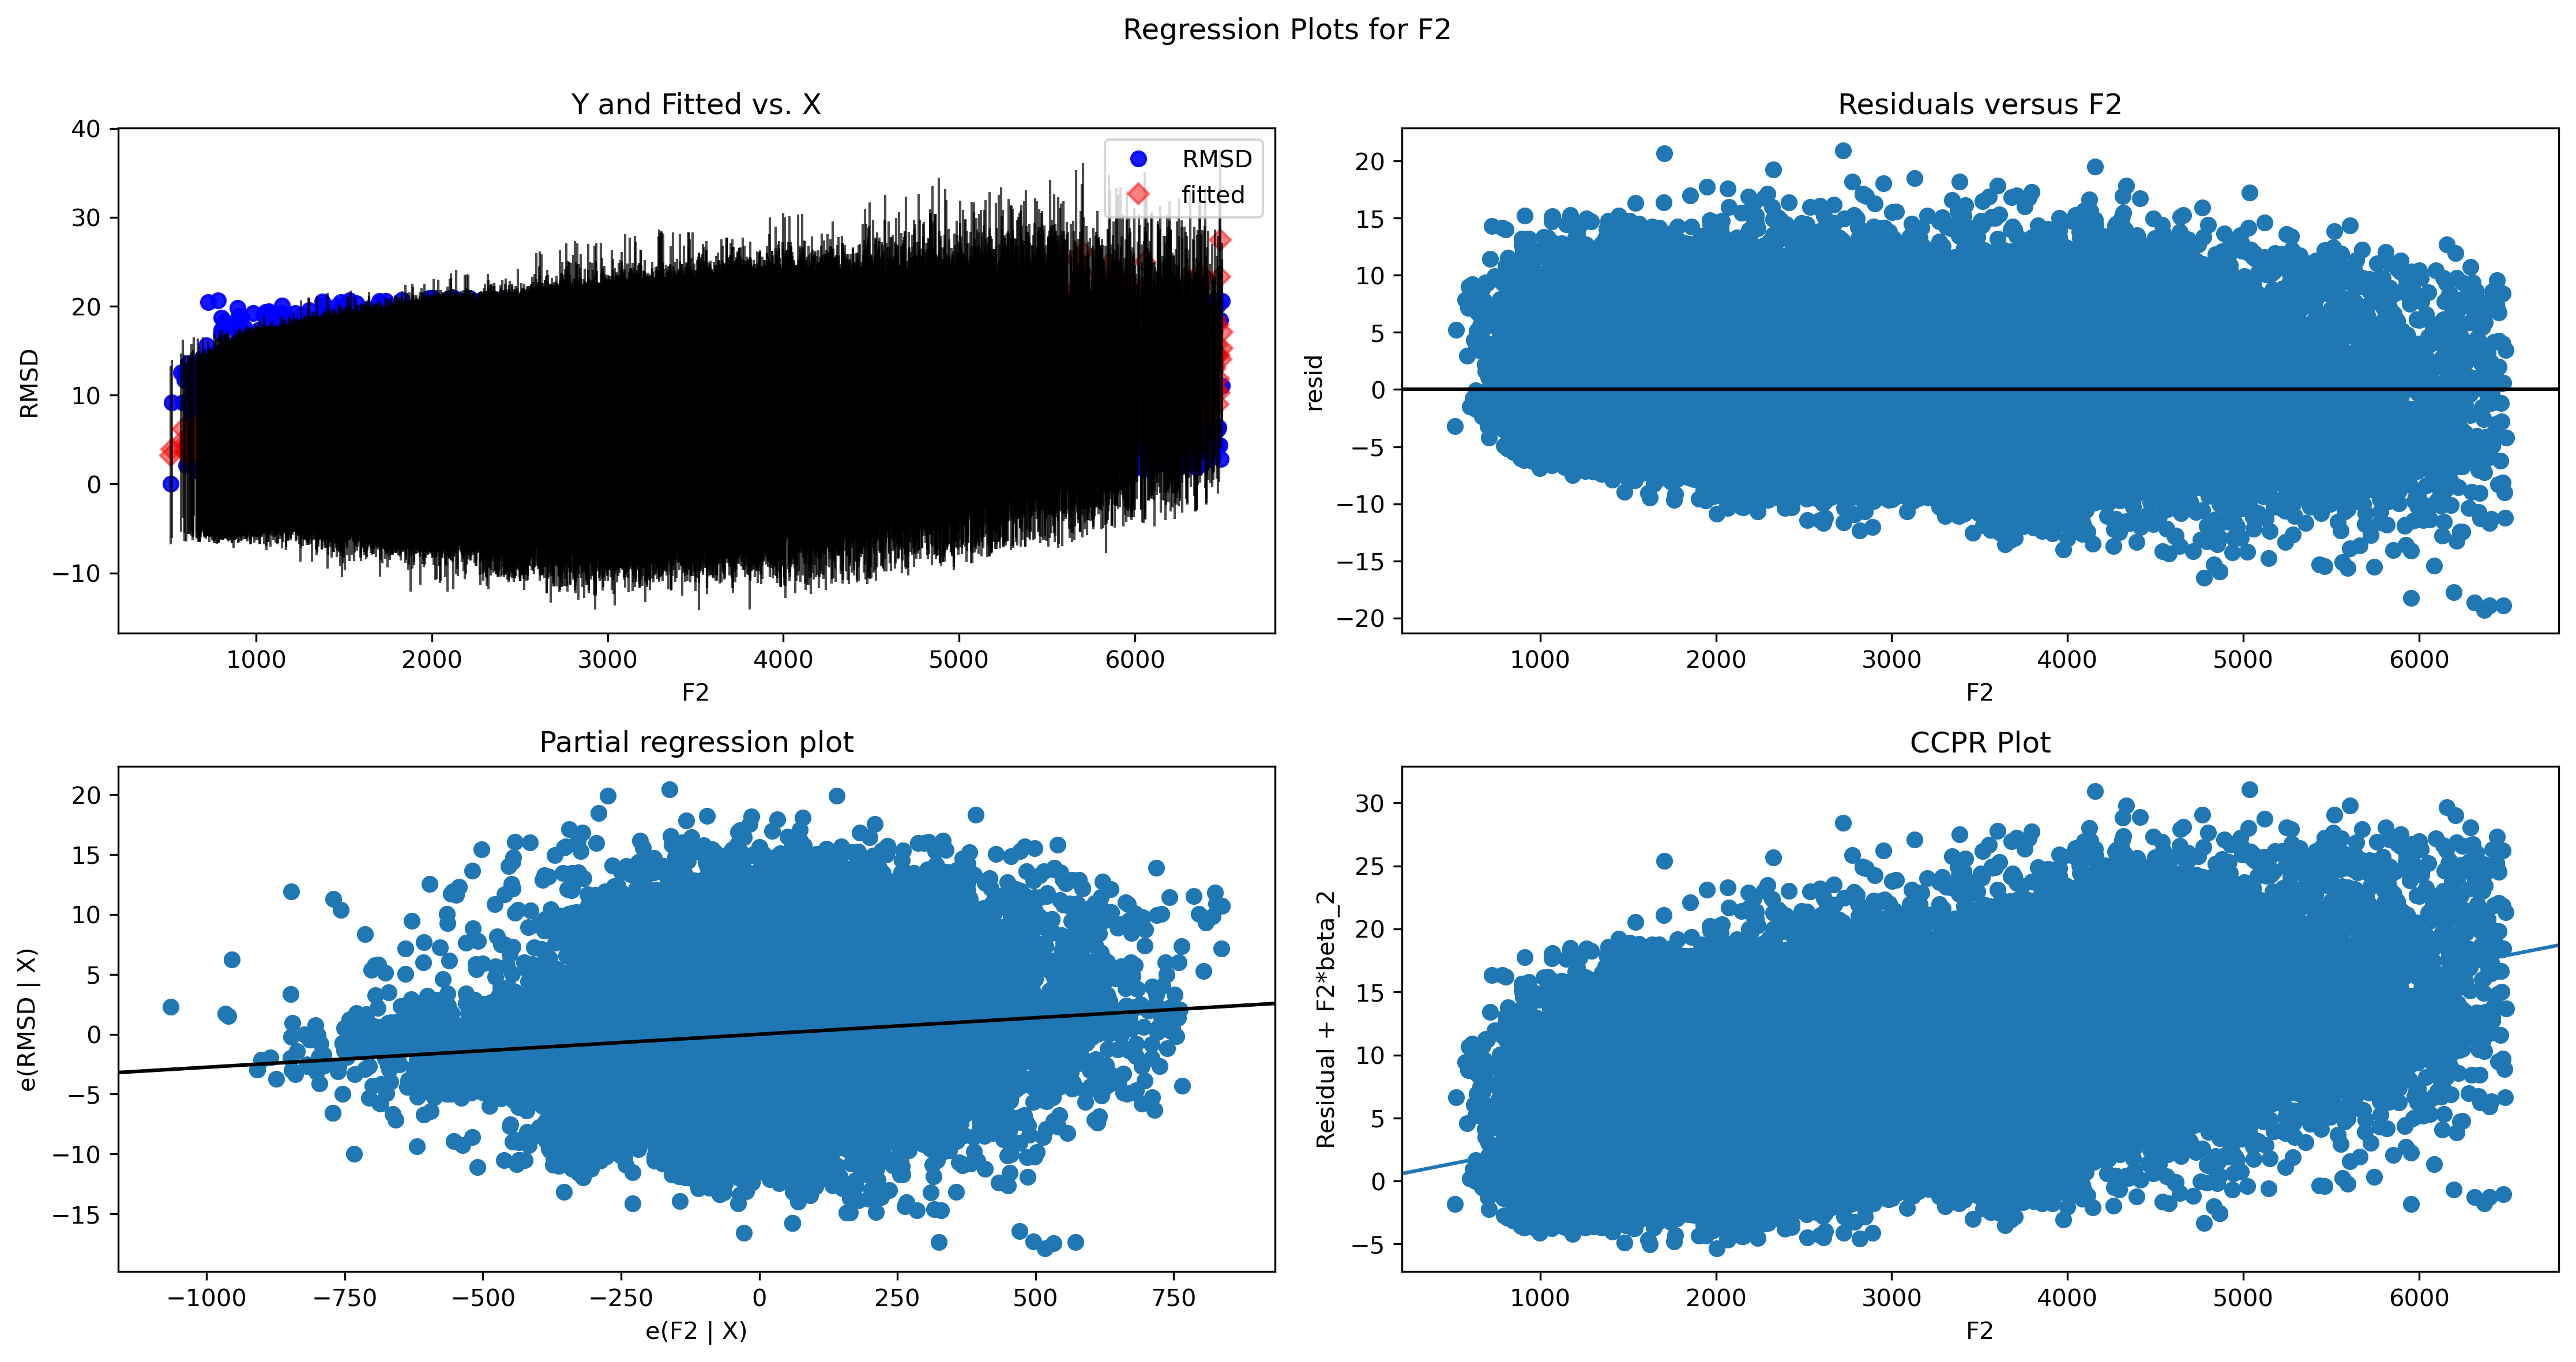 Regression Plots for F2
Y and Fitted vs. X
RMSD
fitted
40
30
20
10
0
−10
RMSD
1000 2000 3000 4000 5000 6000
F2
Residuals versus F2
20
15
10
5
0
−5
−10
−15
−20
resid
1000 2000 3000 4000 5000 6000
F2
Partial regression plot
20
15
10
5
0
−5
−10
−15
e(RMSD | X)
−1000 −750 −500 −250 0 250 500 750
e(F2 | X)
CCPR Plot
30
25
20
15
10
5
0
−5
Residual + F2*beta_2
1000 2000 3000 4000 5000 6000
F2